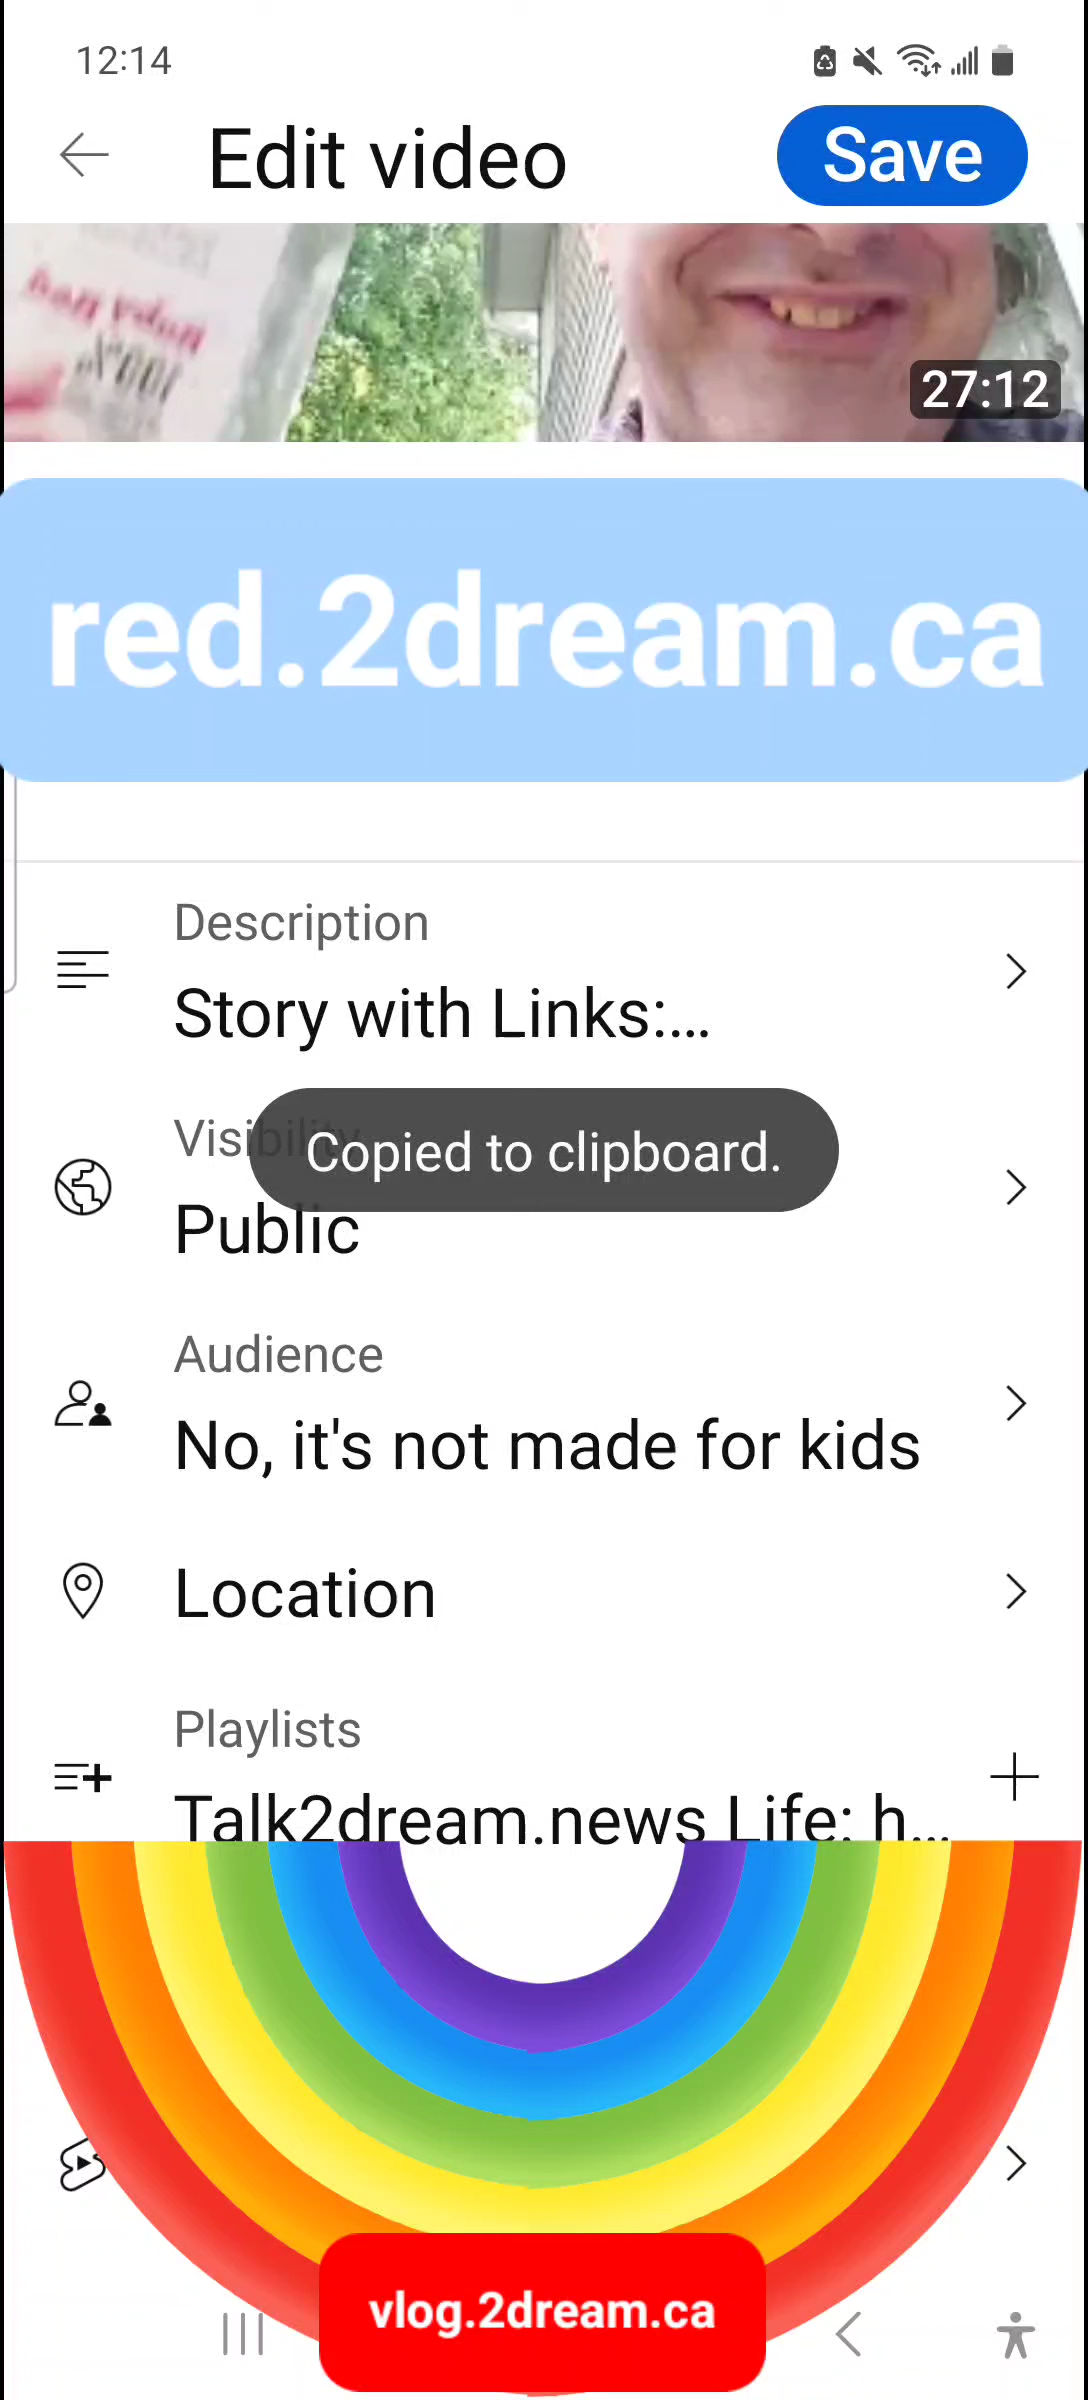 12:14
Edit video
Save
27:12
red.2dream.ca
Description
Story with Links:...
Visibility
Copied to clipboard.
Public
Audience
No, it's not made for kids
Location
Playlists
Talk2dream.news Life: h...
vlog.2dream.ca